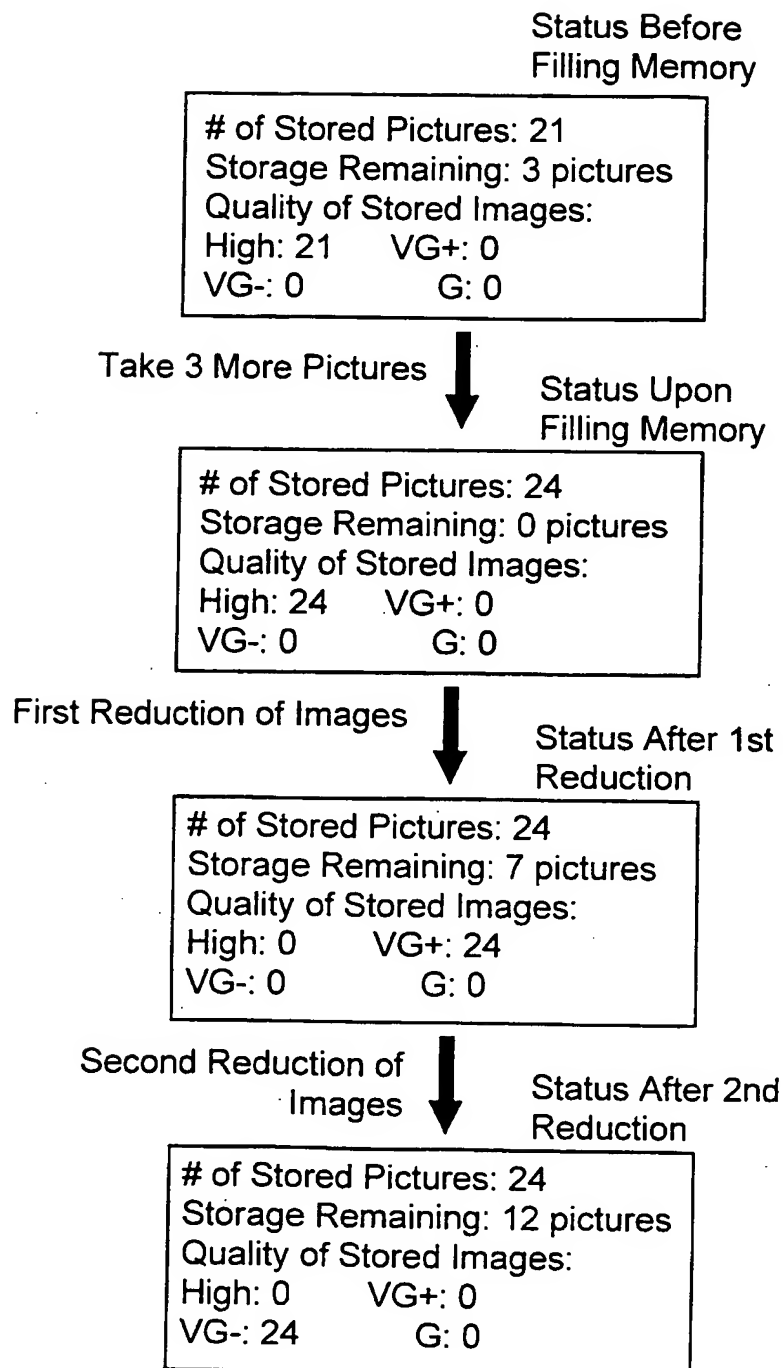 Status Before
Filling Memory
# of Stored Pictures: 21
Storage Remaining: 3 pictures
Quality of Stored Images:
High: 21 VG+: 0
VG-: 0 G: 0
Take 3 More Pictures
Status Upon
Filling Memory
# of Stored Pictures: 24
Storage Remaining: 0 pictures
Quality of Stored Images:
High: 24 VG+: 0
VG-: 0 G: 0
First Reduction of Images
Status After 1st
Reduction
# of Stored Pictures: 24
Storage Remaining: 7 pictures
Quality of Stored Images:
High: 0 VG+: 24
VG-: 0 G: 0
Second Reduction of
Images
Status After 2nd
Reduction
# of Stored Pictures: 24
Storage Remaining: 12 pictures
Quality of Stored Images:
High: 0 VG+: 0
VG-: 24 G: 0